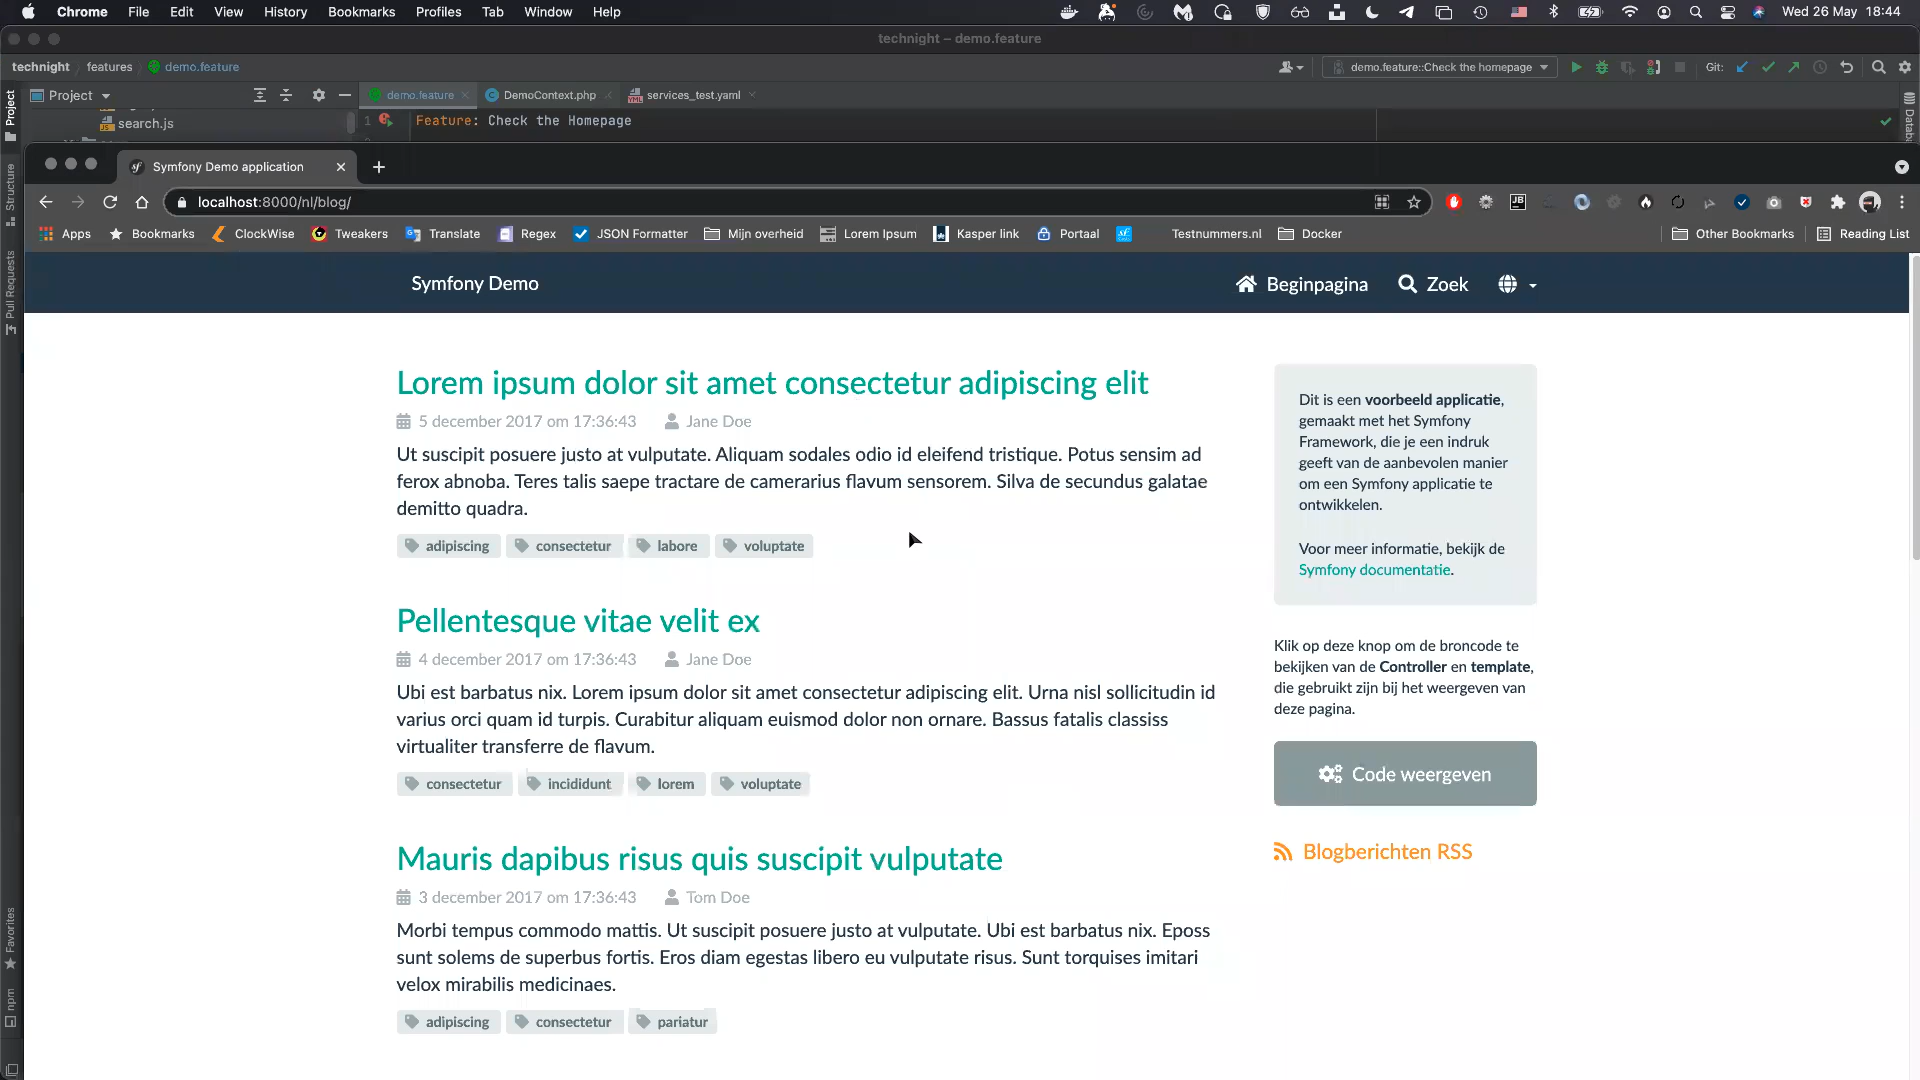 Chrome File Edit View History Bookmarks Profiles Tab Window Help Wed 26 May 18:44
technight – demo.feature
technight features demo.feature demo.feature::Check the homepage Git:
Project Project demo.feature DemoContext.php services_test.yaml
search.js 1 Feature: Check the Homepage
2
Structure
Pull Requests
Favorites
npm
Symfony Demo application
localhost:8000/nl/blog/
Apps Bookmarks ClockWise Tweakers Translate Regex JSON Formatter Mijn overheid Lorem Ipsum Kasper link Portaal Testnummers.nl Docker Other Bookmarks Reading List
Symfony Demo Beginpagina Zoek
Lorem ipsum dolor sit amet consectetur adipiscing elit
5 december 2017 om 17:36:43 Jane Doe
Ut suscipit posuere justo at vulputate. Aliquam sodales odio id eleifend tristique. Potus sensim ad
ferox abnoba. Teres talis saepe tractare de camerarius flavum sensorem. Silva de secundus galatae
demitto quadra.
adipiscing consectetur labore voluptate
Pellentesque vitae velit ex
4 december 2017 om 17:36:43 Jane Doe
Ubi est barbatus nix. Lorem ipsum dolor sit amet consectetur adipiscing elit. Urna nisl sollicitudin id
varius orci quam id turpis. Curabitur aliquam euismod dolor non ornare. Bassus fatalis classiss
virtualiter transferre de flavum.
consectetur incididunt lorem voluptate
Mauris dapibus risus quis suscipit vulputate
3 december 2017 om 17:36:43 Tom Doe
Morbi tempus commodo mattis. Ut suscipit posuere justo at vulputate. Ubi est barbatus nix. Eposs
sunt solems de superbus fortis. Eros diam egestas libero eu vulputate risus. Sunt torquises imitari
velox mirabilis medicinaes.
adipiscing consectetur pariatur
Dit is een voorbeeld applicatie,
gemaakt met het Symfony
Framework, die je een indruk
geeft van de aanbevolen manier
om een Symfony applicatie te
ontwikkelen.
Voor meer informatie, bekijk de
Symfony documentatie.
Klik op deze knop om de broncode te
bekijken van de Controller en template,
die gebruikt zijn bij het weergeven van
deze pagina.
Code weergeven
Blogberichten RSS